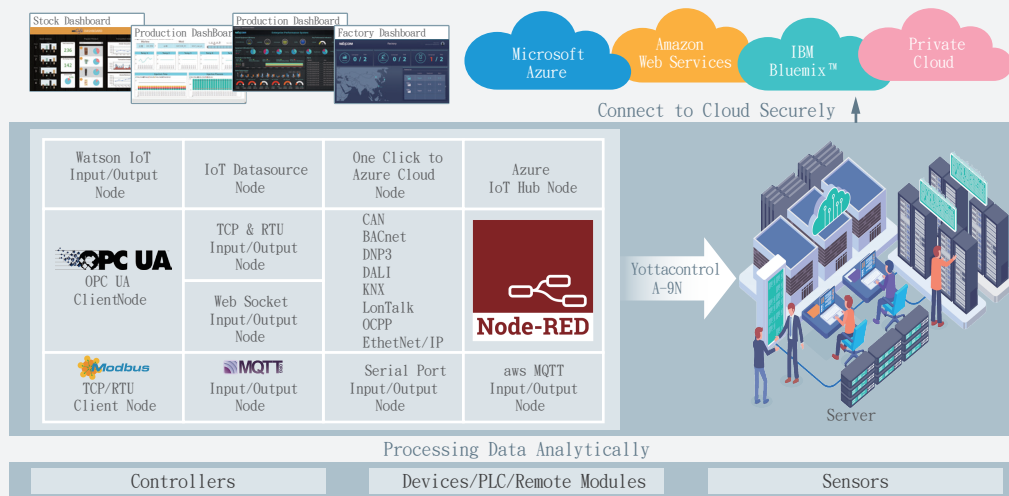 Stock Dashboard
Production DashBoard
Production DashBoard
Factory Dashboard
Microsoft
Azure
Amazon
Web Services
IBM
Bluemix™
Private
Cloud
Connect to Cloud Securely
Watson IoT
Input/Output
Node
IoT Datasource
Node
One Click to
Azure Cloud
Node
Azure
IoT Hub Node
OPC UA
OPC UA
ClientNode
TCP & RTU
Input/Output
Node
Web Socket
Input/Output
Node
CAN
BACnet
DNP3
DALI
KNX
LonTalk
OCPP
EthetNet/IP
Node-RED
Modbus
TCP/RTU
Client Node
MQTT
Input/Output
Node
Serial Port
Input/Output
Node
aws MQTT
Input/Output
Node
Yottacontrol
A-9N
Server
Processing Data Analytically
Controllers
Devices/PLC/Remote Modules
Sensors